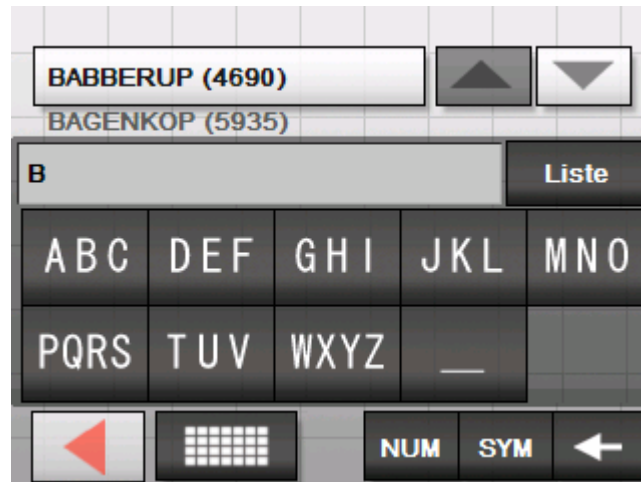 BABBERUP (4690)
BAGENKOP (5935)
B Liste
ABC DEF GHI JKL MNO
PQRS TUV WXYZ _
NUM SYM